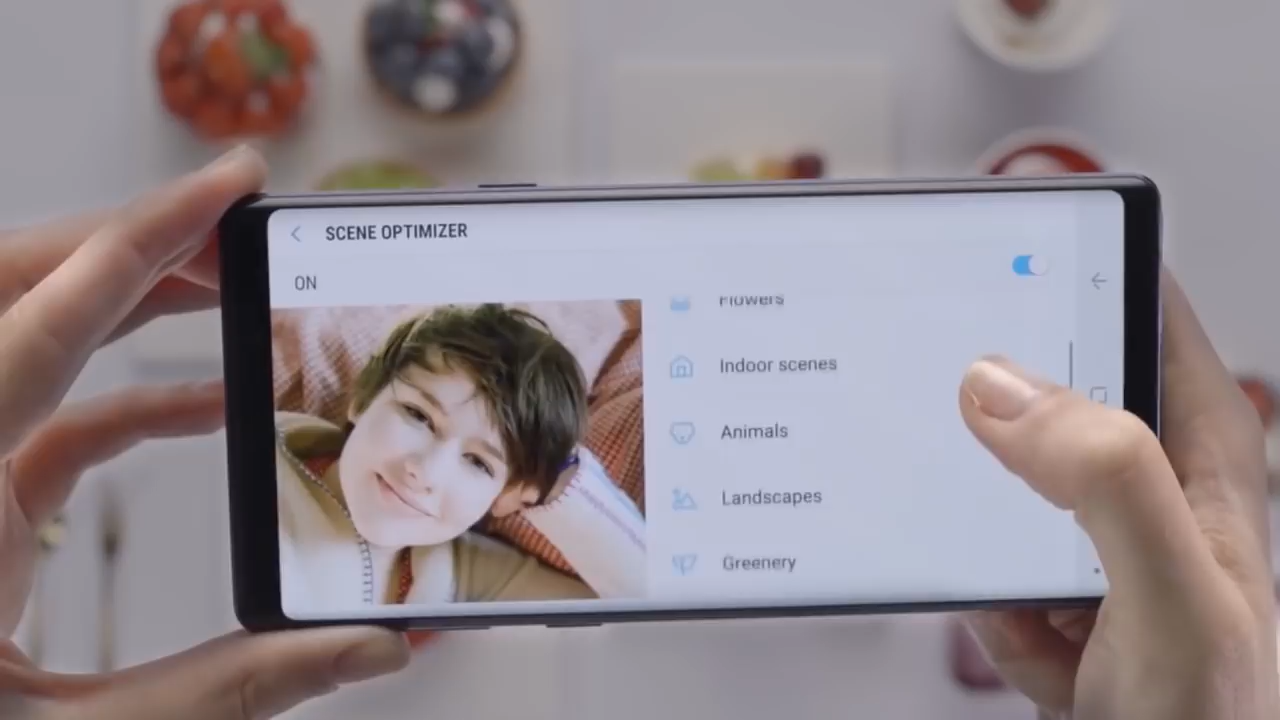 SCENE OPTIMIZER
ON
Flowers
Indoor scenes
Animals
Landscapes
Greenery